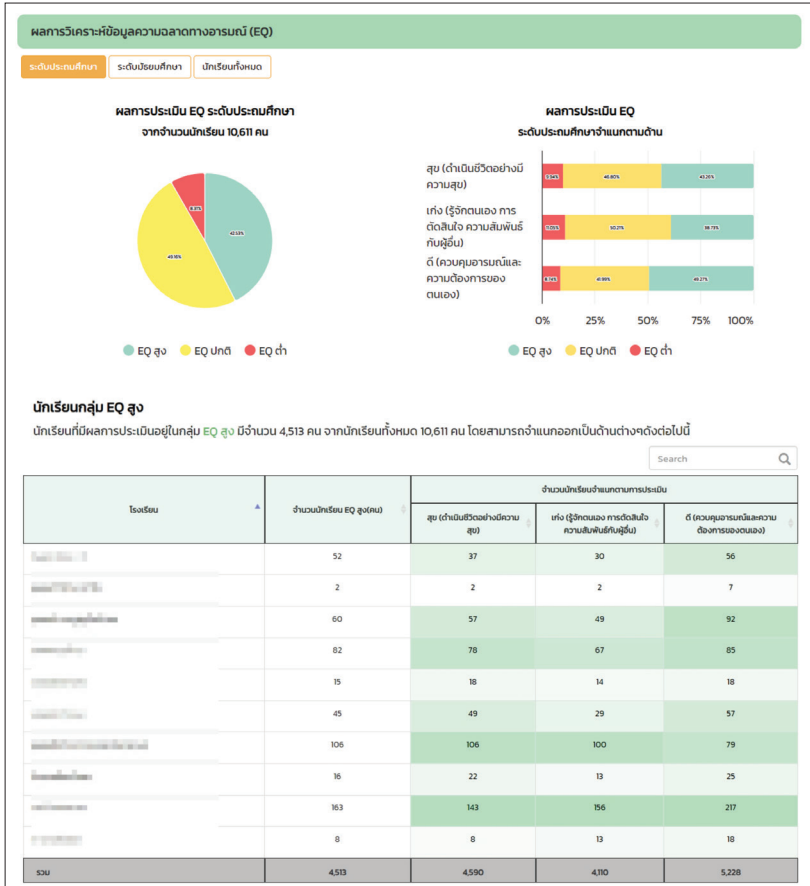 ผลการวิเคราะห์ข้อมูลความฉลาดทางอารมณ์ (EQ)
ระดับประถมศึกษา ระดับมัธยมศึกษา นักเรียนทั้งหมด
ผลการประเมิน EQ ระดับประถมศึกษา
จากจำนวนนักเรียน 10,611 คน
8.31%
42.53%
49.16%
EQ สูง EQ ปกติ EQ ต่ำ
ผลการประเมิน EQ
ระดับประถมศึกษาจำแนกตามด้าน
สุข (ดำเนินชีวิตอย่างมี
ความสุข)
9.94% 46.80% 43.26%
เก่ง (รู้จักตนเอง การ
ตัดสินใจ ความสัมพันธ์
กับผู้อื่น)
11.05% 50.21% 38.73%
ดี (ควบคุมอารมณ์และ
ความต้องการของ
ตนเอง)
8.74% 41.99% 49.27%
0% 25% 50% 75% 100%
EQ สูง EQ ปกติ EQ ต่ำ
นักเรียนกลุ่ม EQ สูง
นักเรียนที่มีผลการประเมินอยู่ในกลุ่ม EQ สูง มีจำนวน 4,513 คน จากนักเรียนทั้งหมด 10,611 คน โดยสามารถจำแนกออกเป็นด้านต่างๆดังต่อไปนี้
Search
โรงเรียน จำนวนนักเรียน EQ สูง(คน) จำนวนนักเรียนจำแนกตามการประเมิน
สุข (ดำเนินชีวิตอย่างมีความ
สุข)
เก่ง (รู้จักตนเอง การตัดสินใจ
ความสัมพันธ์กับผู้อื่น)
ดี (ควบคุมอารมณ์และความ
ต้องการของตนเอง)
52 37 30 56
2 2 2 7
60 57 49 92
82 78 67 85
15 18 14 18
45 49 29 57
106 106 100 79
16 22 13 25
163 143 156 217
8 8 13 18
รวม 4,513 4,590 4,110 5,228